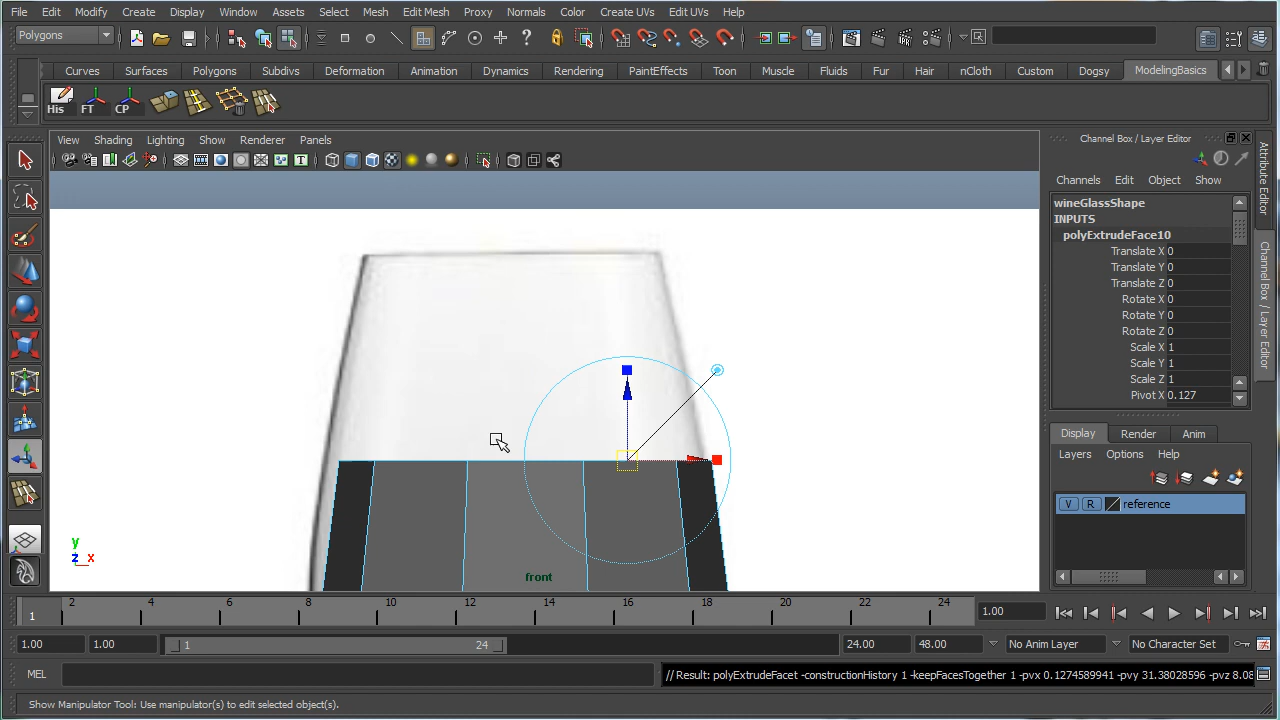 File Edit Modify Create Display Window Assets Select Mesh Edit Mesh Proxy Normals Color Create UVs Edit UVs Help
Polygons
Curves Surfaces Polygons Subdivs Deformation Animation Dynamics Rendering PaintEffects Toon Muscle Fluids Fur Hair nCloth Custom Dogsy ModelingBasics
His FT CP
View Shading Lighting Show Renderer Panels
Channel Box / Layer Editor
Channels Edit Object Show
wineGlassShape
INPUTS
polyExtrudeFace10
Translate X 0
Translate Y 0
Translate Z 0
Rotate X 0
Rotate Y 0
Rotate Z 0
Scale X 1
Scale Y 1
Scale Z 1
Pivot X 0.127
Attribute Editor
Channel Box / Layer Editor
Display Render Anim
Layers Options Help
V R reference
y
z x
front
1 2 4 6 8 10 12 14 16 18 20 22 24 1.00
1.00 1.00 1 24 24.00 48.00 No Anim Layer No Character Set
MEL // Result: polyExtrudeFacet -constructionHistory 1 -keepFacesTogether 1 -pvx 0.1274589941 -pvy 31.38028596 -pvz 8.08
Show Manipulator Tool: Use manipulator(s) to edit selected object(s).